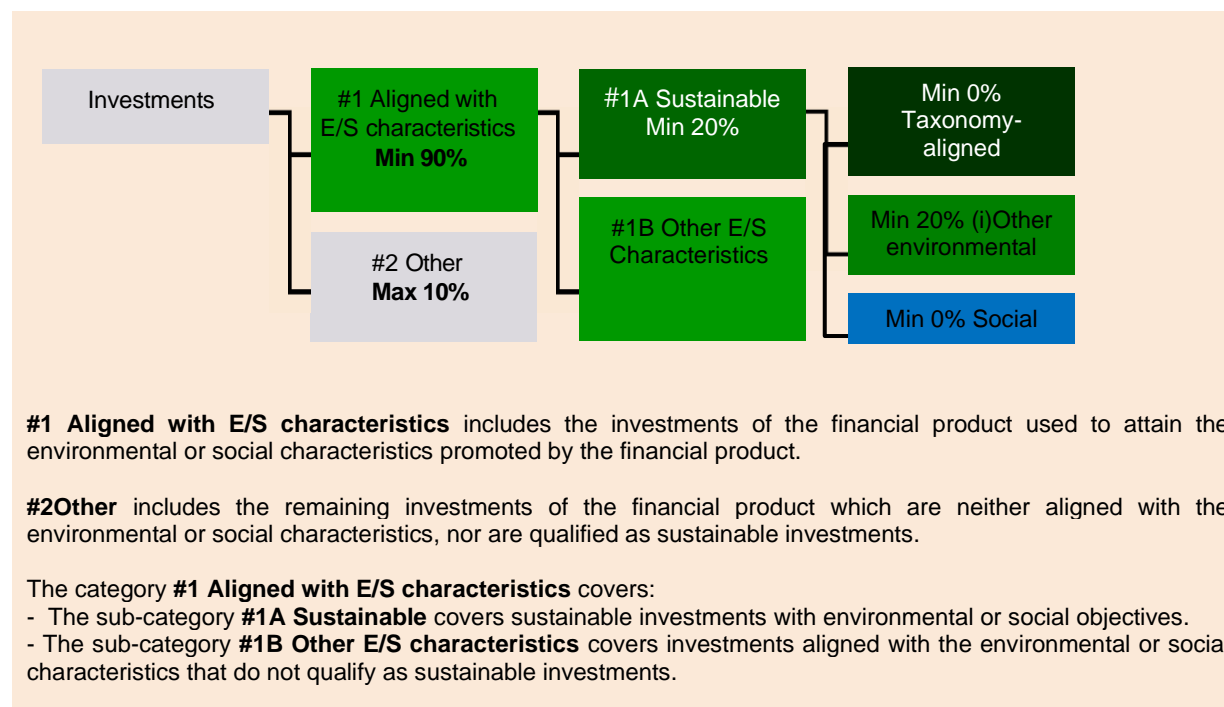 Investments
#1 Aligned with
E/S characteristics
Min 90%
#2 Other
Max 10%
#1A Sustainable
Min 20%
#1B Other E/S
Characteristics
Min 0%
Taxonomy-
aligned
Min 20% (i)Other
environmental
Min 0% Social
#1 Aligned with E/S characteristics includes the investments of the financial product used to attain the
environmental or social characteristics promoted by the financial product.
#2Other includes the remaining investments of the financial product which are neither aligned with the
environmental or social characteristics, nor are qualified as sustainable investments.
The category #1 Aligned with E/S characteristics covers:
- The sub-category #1A Sustainable covers sustainable investments with environmental or social objectives.
- The sub-category #1B Other E/S characteristics covers investments aligned with the environmental or social
characteristics that do not qualify as sustainable investments.